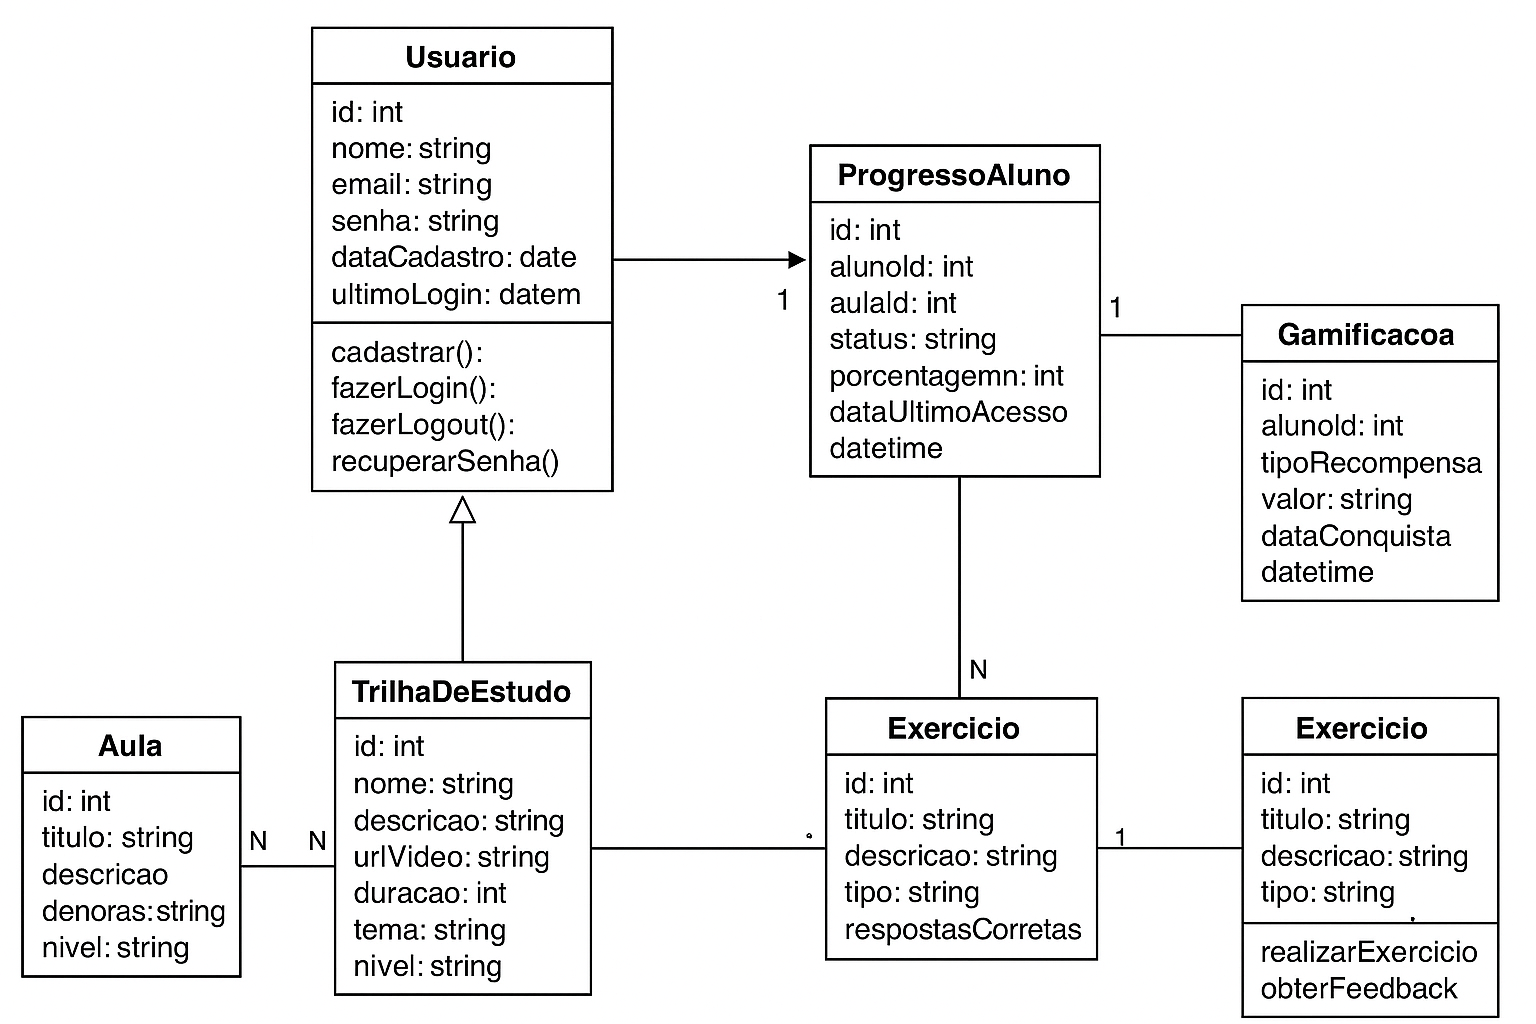 Usuario
id: int
nome: string
email: string
senha: string
dataCadastro: date
ultimoLogin: datem
cadastrar():
fazerLogin():
fazerLogout():
recuperarSenha()
1
ProgressoAluno
id: int
alunoId: int
aulaId: int
status: string
porcentagemn: int
dataUltimoAcesso
datetime
1
Gamificacoa
id: int
alunoId: int
tipoRecompensa
valor: string
dataConquista
datetime
N
Aula
id: int
titulo: string
descricao
denoras:string
nivel: string
N
N
TrilhaDeEstudo
id: int
nome: string
descricao: string
urlVideo: string
duracao: int
tema: string
nivel: string
Exercicio
id: int
titulo: string
descricao: string
tipo: string
respostasCorretas
1
Exercicio
id: int
titulo: string
descricao: string
tipo: string
realizarExercicio
obterFeedback